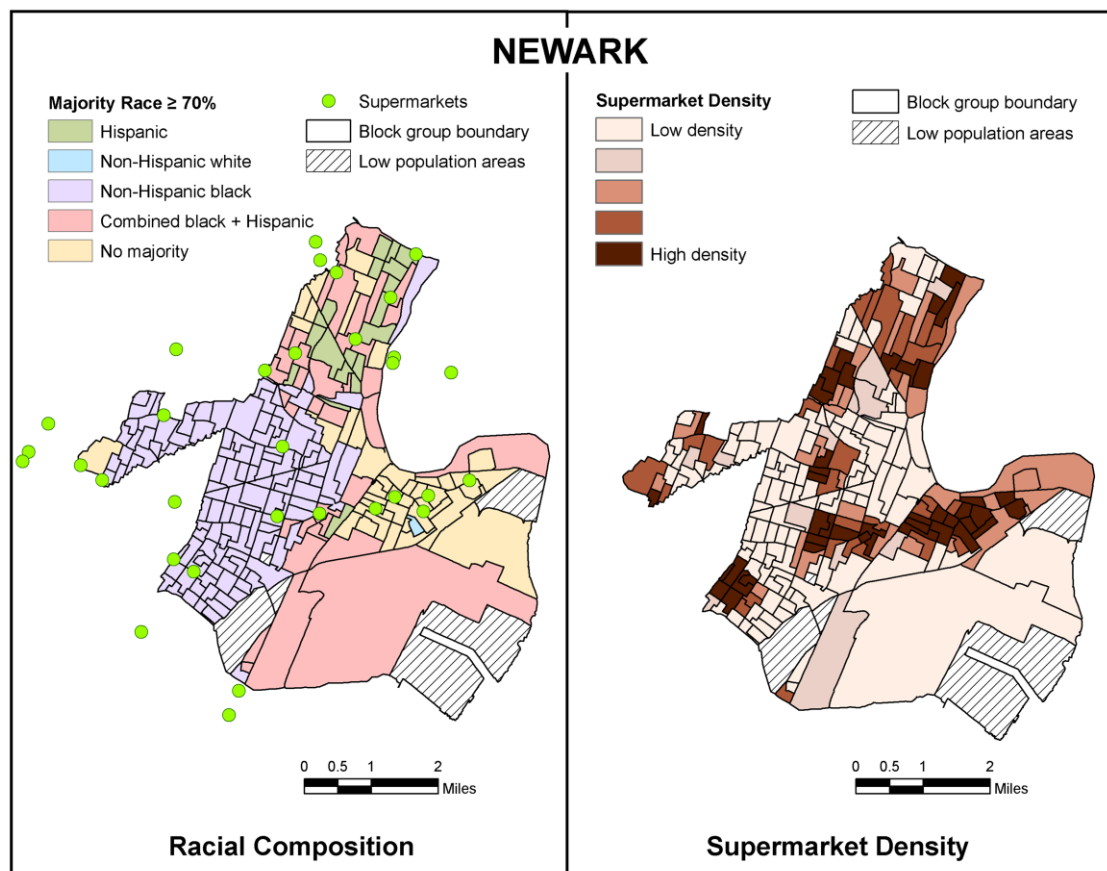 NEWARK
Majority Race ≥ 70%
Hispanic
Non-Hispanic white
Non-Hispanic black
Combined black + Hispanic
No majority
Supermarkets
Block group boundary
Low population areas
0 0.5 1 2
Miles
Racial Composition
Supermarket Density
Low density
High density
Block group boundary
Low population areas
0 0.5 1 2
Miles
Supermarket Density